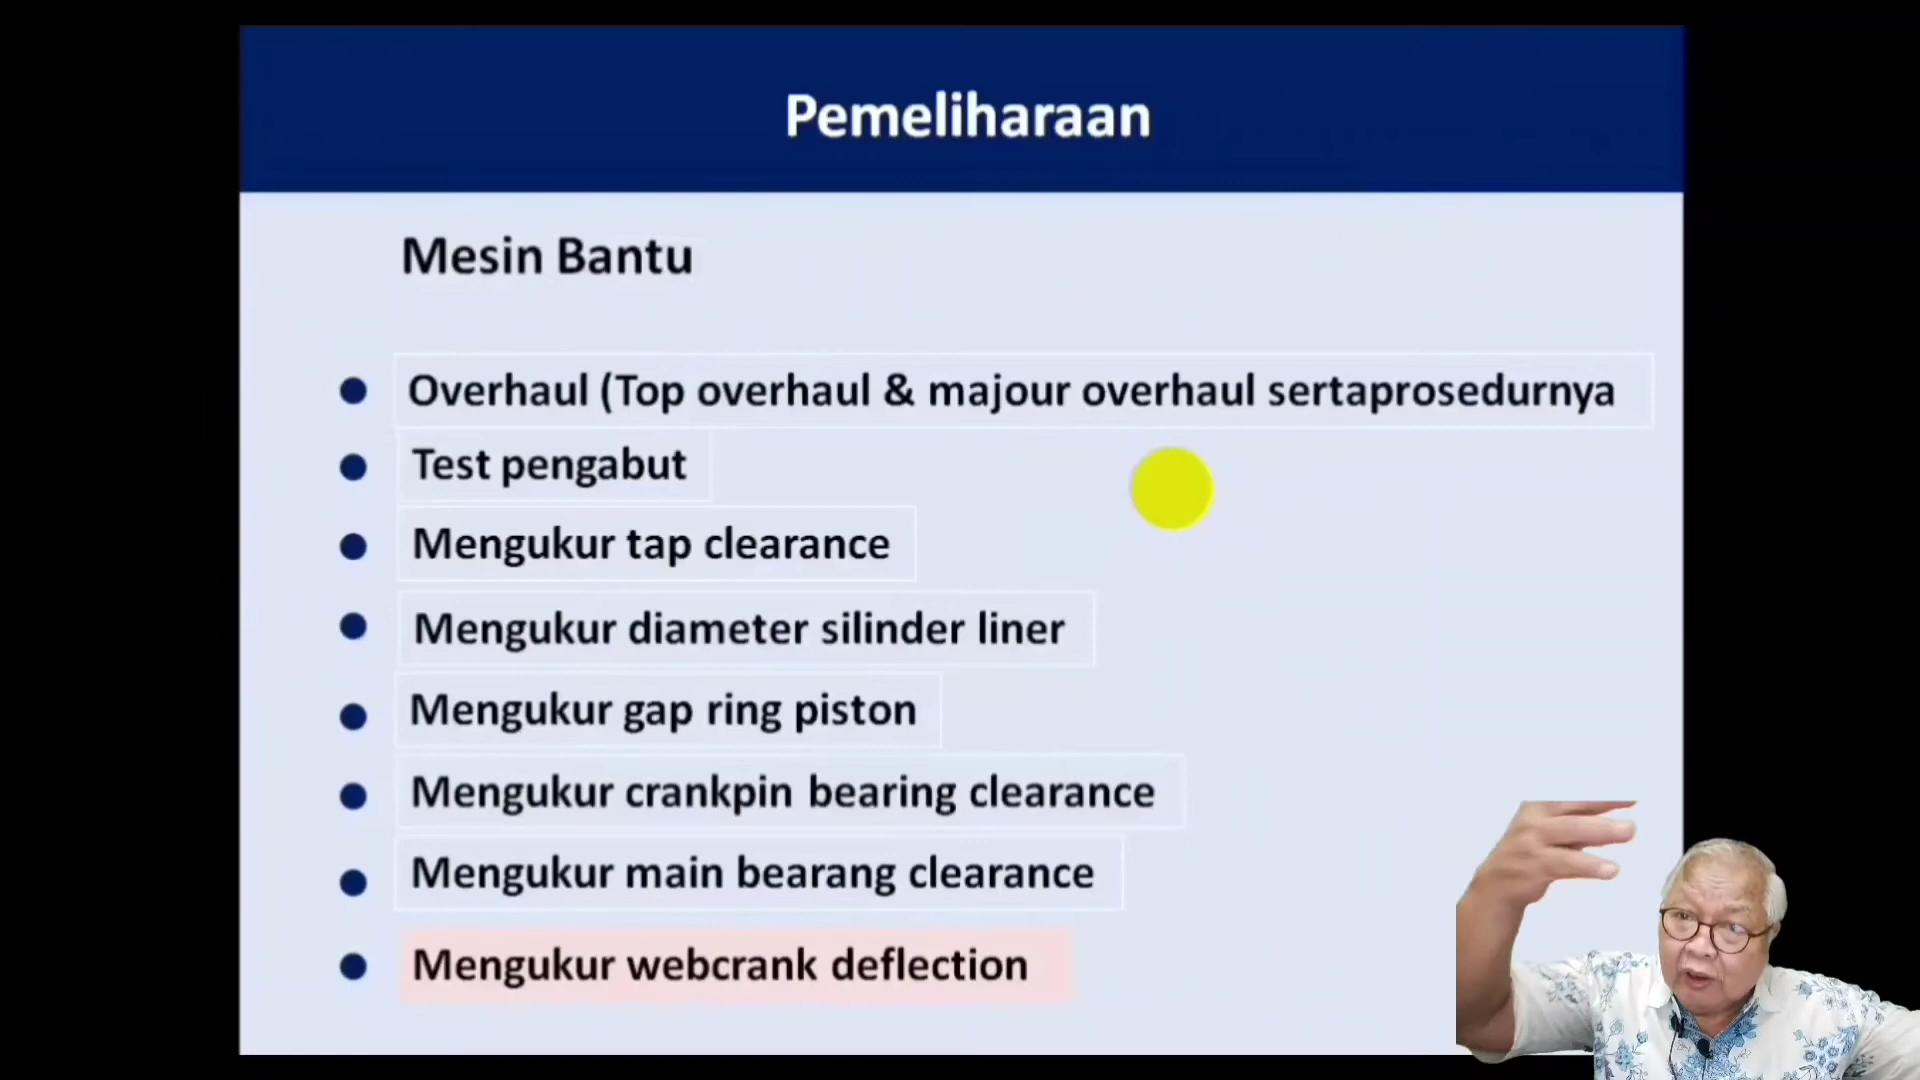 Pemeliharaan
Mesin Bantu
Overhaul (Top overhaul & majour overhaul sertaprosedurnya
Test pengabut
Mengukur tap clearance
Mengukur diameter silinder liner
Mengukur gap ring piston
Mengukur crankpin bearing clearance
Mengukur main bearang clearance
Mengukur webcrank deflection